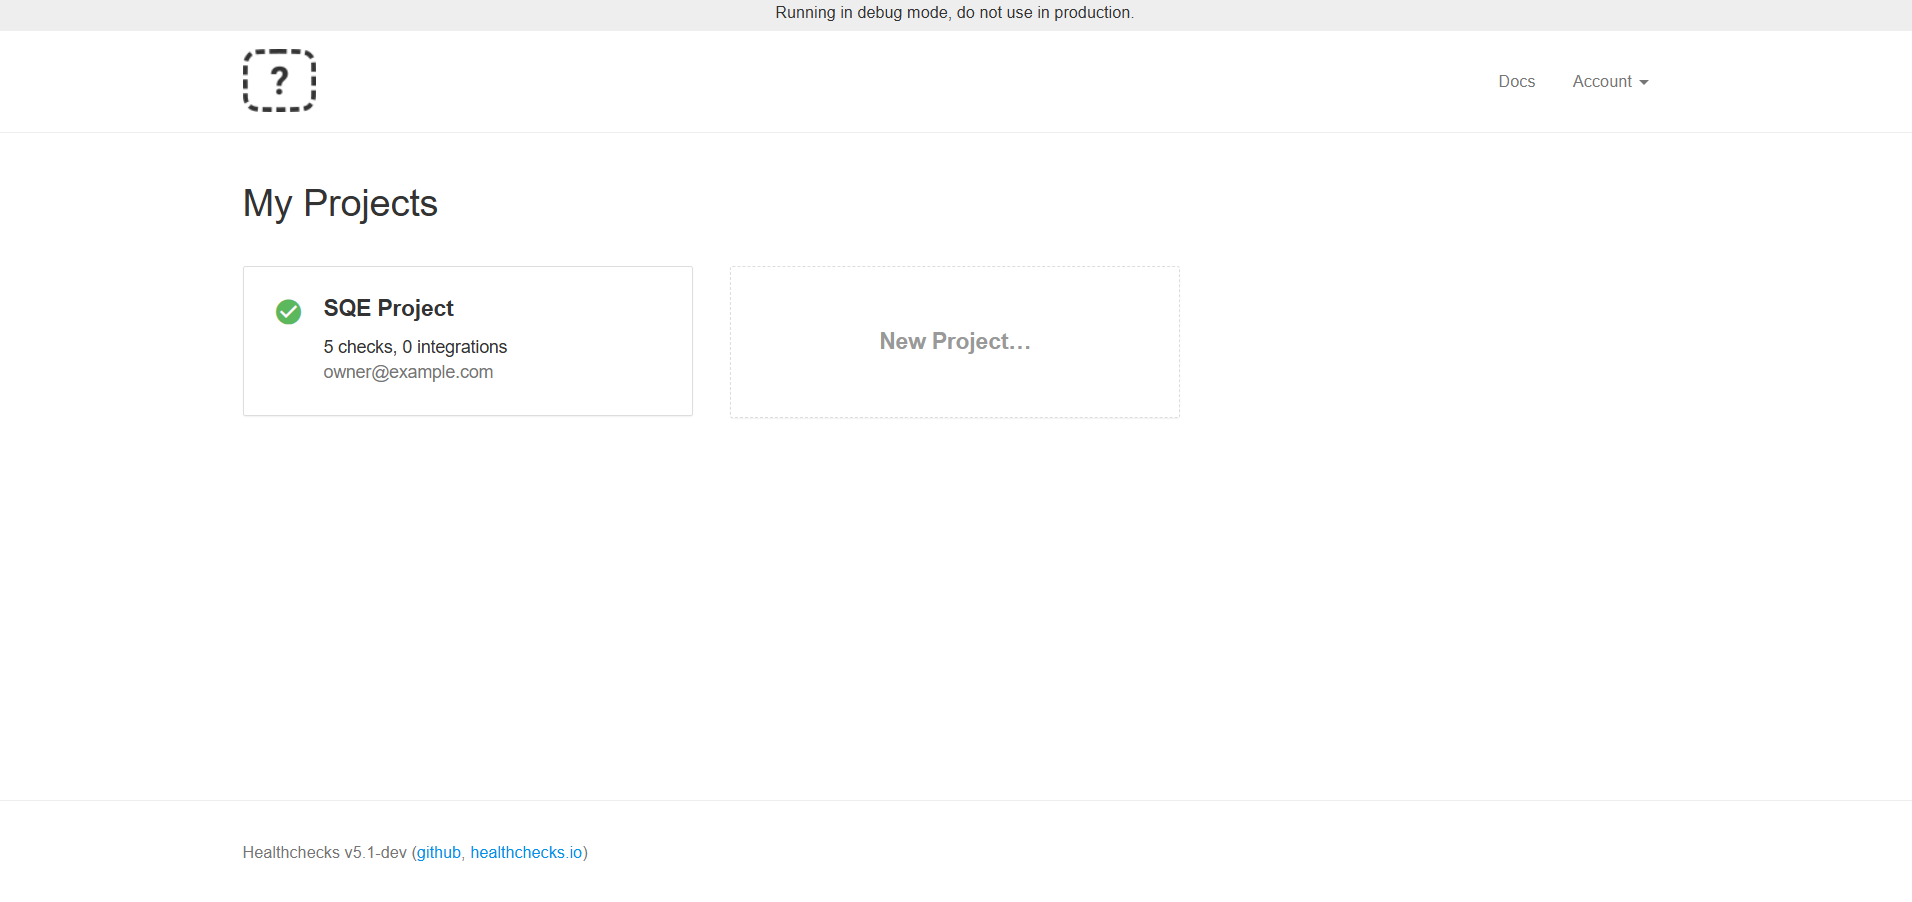 Running in debug mode, do not use in production.
?
Docs
Account
My Projects
SQE Project
5 checks, 0 integrations
owner@example.com
New Project…
Healthchecks v5.1-dev (github, healthchecks.io)